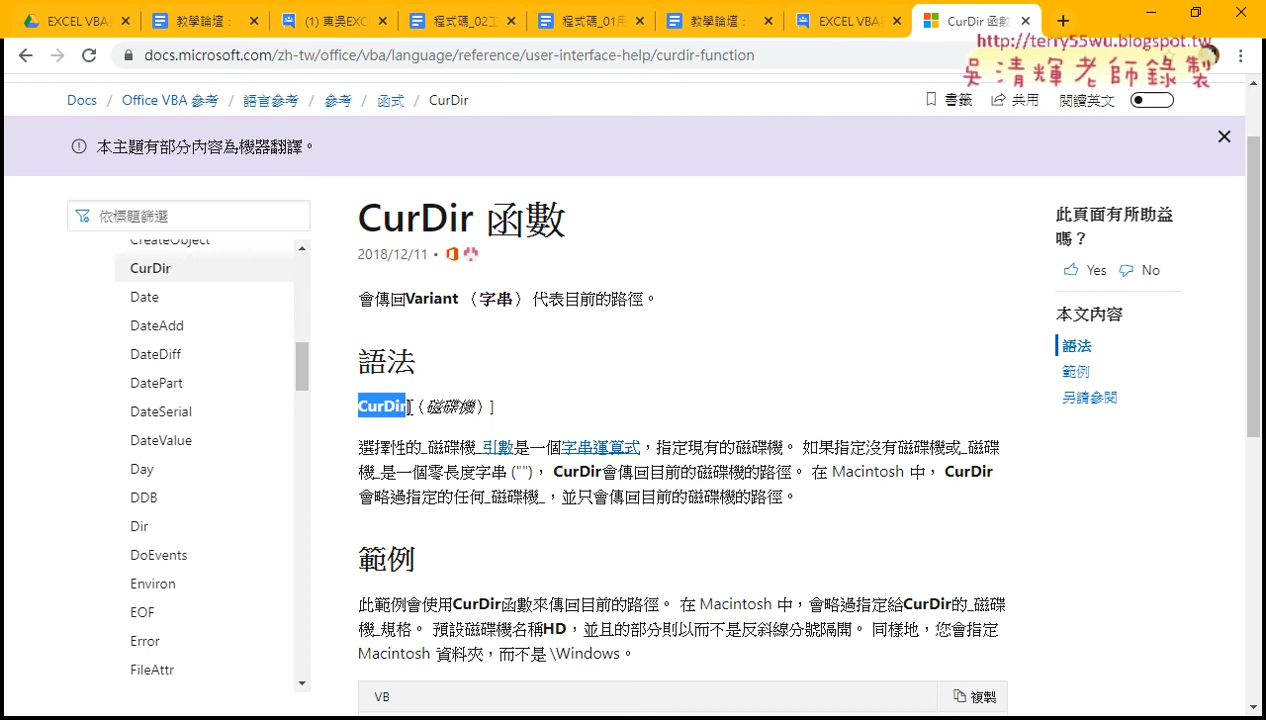 EXCEL VBA
教學論壇：
(1) 東吳EXC
程式碼_02工
程式碼_01用
教學論壇：
EXCEL VBA
CurDir 函數
docs.microsoft.com/zh-tw/office/vba/language/reference/user-interface-help/curdir-function
http://terry55wu.blogspot.tw
吳清輝老師錄製
Docs / Office VBA 參考 / 語言參考 / 參考 / 函式 / CurDir
書籤 共用 閱讀英文
本主題有部分內容為機器翻譯。
依標題篩選
CreateObject
CurDir
Date
DateAdd
DateDiff
DatePart
DateSerial
DateValue
Day
DDB
Dir
DoEvents
Environ
EOF
Error
FileAttr
CurDir 函數
2018/12/11 •
會傳回Variant （字串） 代表目前的路徑。
語法
CurDir[（磁碟機）]
選擇性的_磁碟機_引數是一個字串運算式，指定現有的磁碟機。 如果指定沒有磁碟機或_磁碟
機_是一個零長度字串 ("")， CurDir會傳回目前的磁碟機的路徑。 在 Macintosh 中， CurDir
會略過指定的任何_磁碟機_，並只會傳回目前的磁碟機的路徑。
範例
此範例會使用CurDir函數來傳回目前的路徑。 在 Macintosh 中，會略過指定給CurDir的_磁碟
機_規格。 預設磁碟機名稱HD，並且的部分則以而不是反斜線分號隔開。 同樣地，您會指定
Macintosh 資料夾，而不是 \Windows。
VB
複製
此頁面有所助益
嗎？
Yes No
本文內容
語法
範例
另請參閱